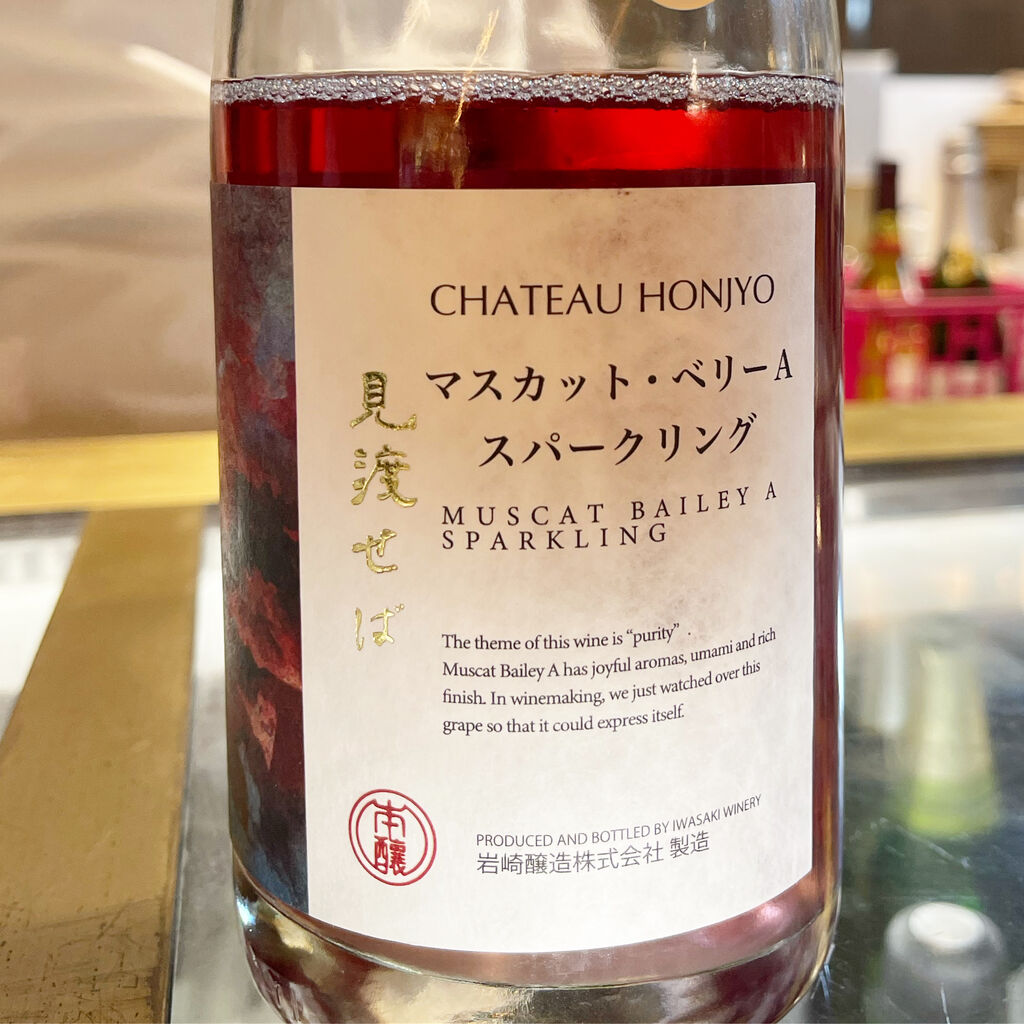 CHATEAU HONJYO
マスカット・ベリーA
スパークリング
見渡せば
MUSCAT BAILEY A
SPARKLING
The theme of this wine is “purity” .
Muscat Bailey A has joyful aromas, umami and rich
finish. In winemaking, we just watched over this
grape so that it could express itself.
本醸
PRODUCED AND BOTTLED BY IWASAKI WINERY
岩崎醸造株式会社 製造